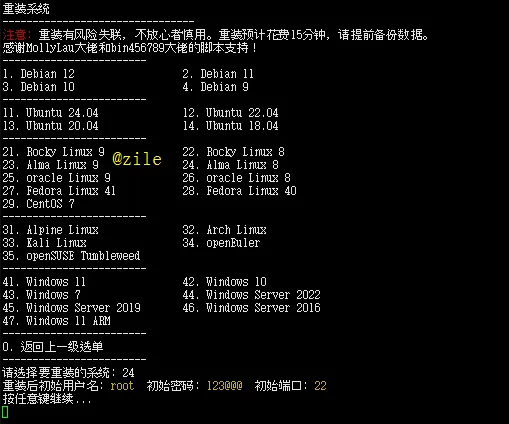 重装系统
--------------------------------
注意: 重装有风险失联, 不放心者慎用。重装预计花费15分钟, 请提前备份数据。
感谢MollyLau大佬和bin456789大佬的脚本支持!
------------------------
1. Debian 12 2. Debian 11
3. Debian 10 4. Debian 9
------------------------
11. Ubuntu 24.04 12. Ubuntu 22.04
13. Ubuntu 20.04 14. Ubuntu 18.04
------------------------
21. Rocky Linux 9 22. Rocky Linux 8
23. Alma Linux 9 24. Alma Linux 8
@zile
25. oracle Linux 9 26. oracle Linux 8
27. Fedora Linux 41 28. Fedora Linux 40
29. CentOS 7
------------------------
31. Alpine Linux 32. Arch Linux
33. Kali Linux 34. openEuler
35. openSUSE Tumbleweed
------------------------
41. Windows 11 42. Windows 10
43. Windows 7 44. Windows Server 2022
45. Windows Server 2019 46. Windows Server 2016
47. Windows 11 ARM
------------------------
0. 返回上一级选单
------------------------
请选择要重装的系统: 24
重装后初始用户名: root 初始密码: 123@@@ 初始端口: 22
按任意键继续...